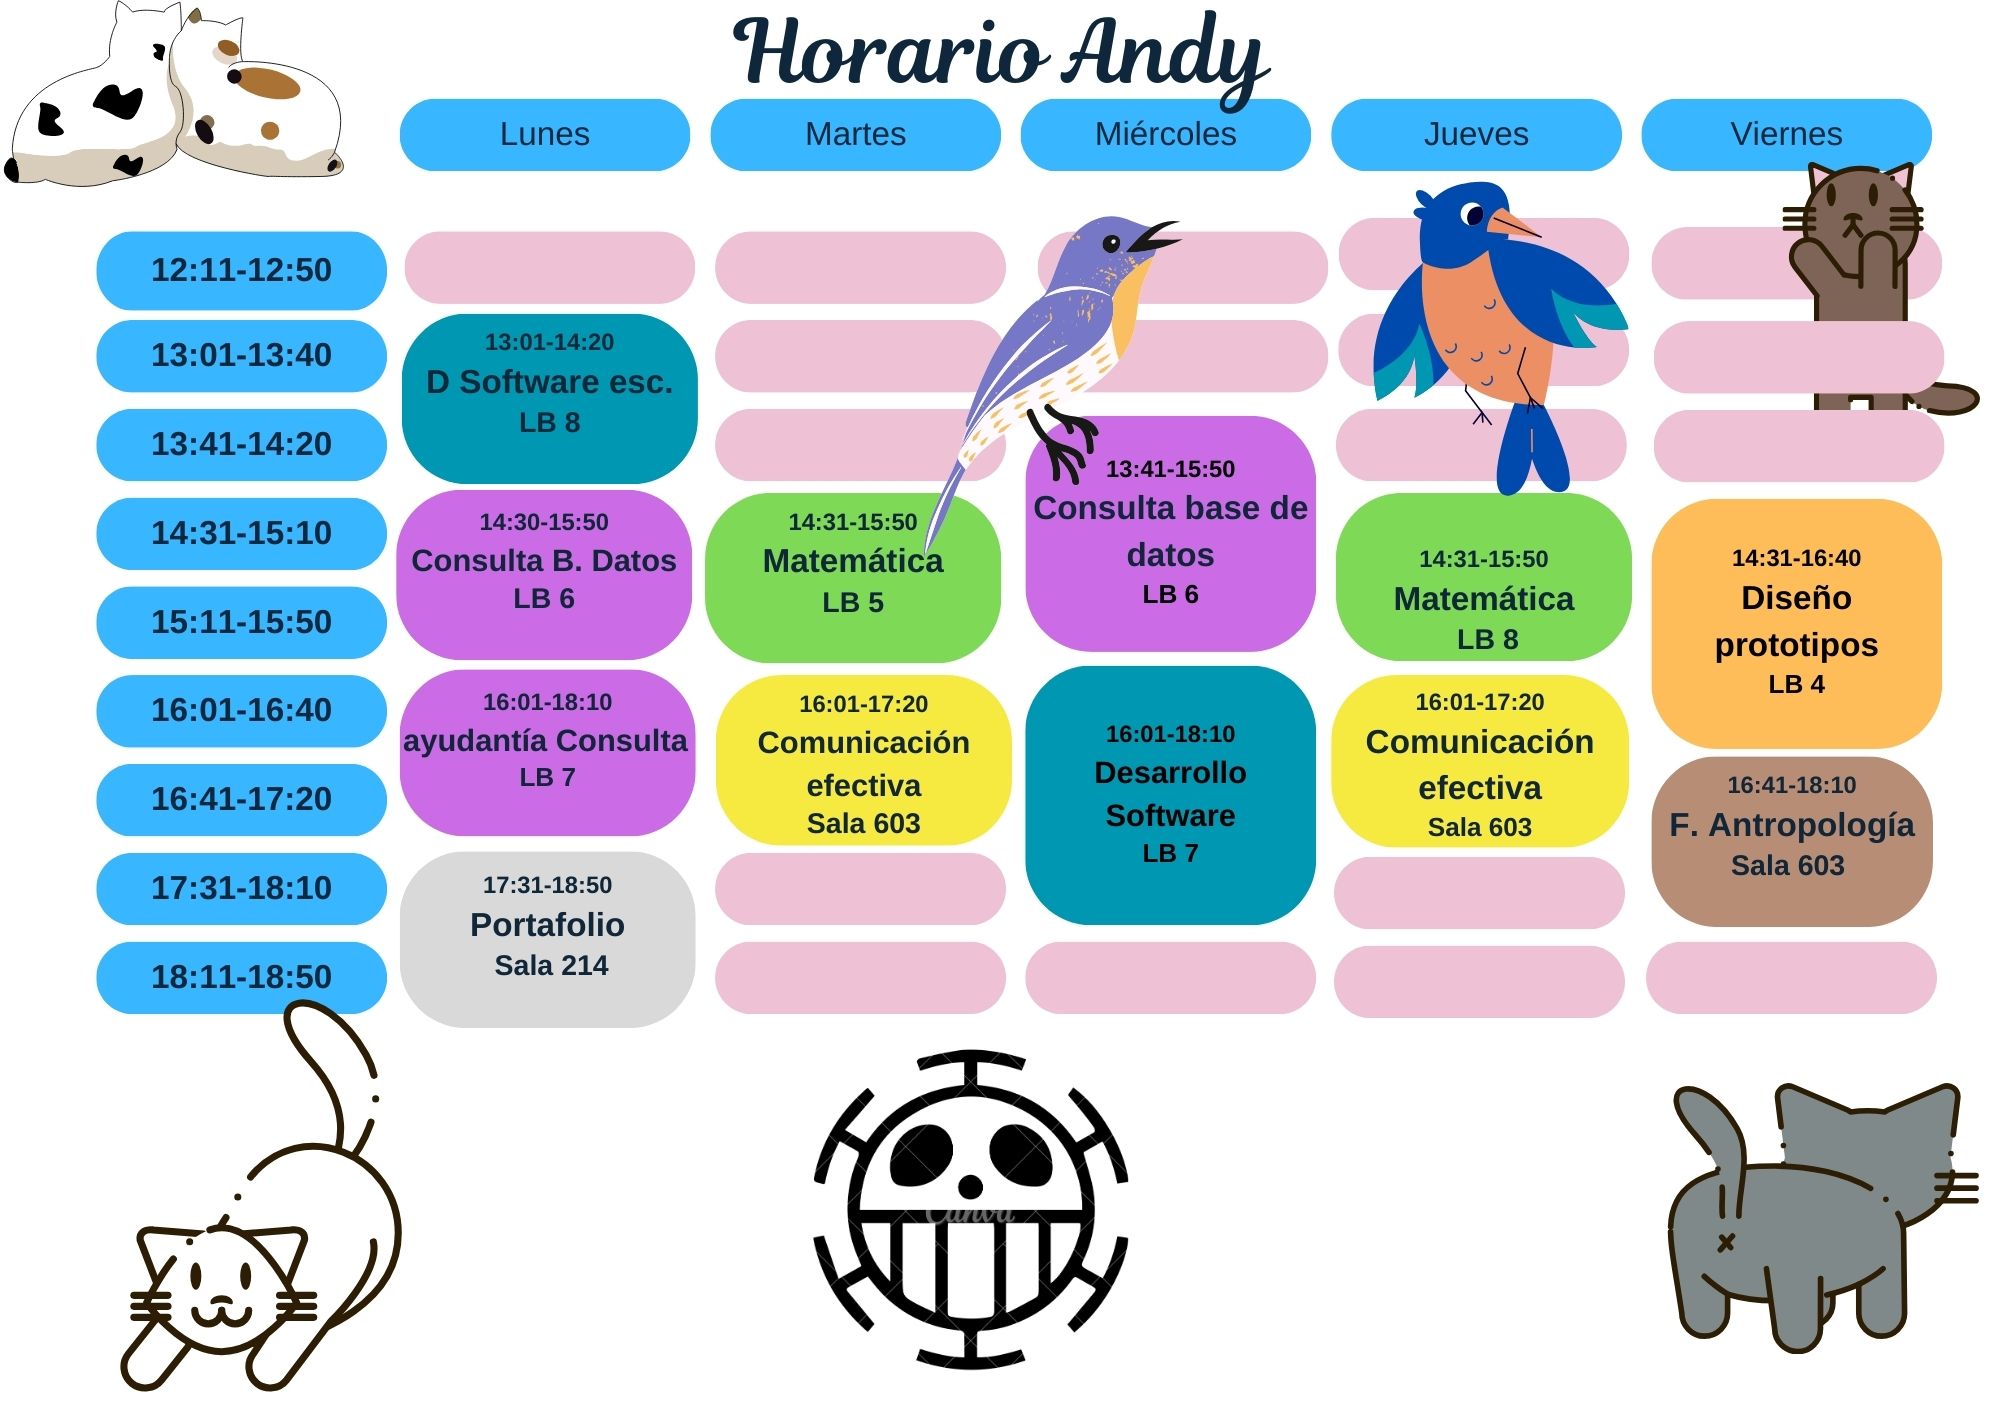 Horario Andy
Lunes
Martes
Miércoles
Jueves
Viernes
12:11-12:50
13:01-13:40
13:41-14:20
14:31-15:10
15:11-15:50
16:01-16:40
16:41-17:20
17:31-18:10
18:11-18:50
13:01-14:20
D Software esc.
LB 8
14:30-15:50
Consulta B. Datos
LB 6
16:01-18:10
ayudantía Consulta
LB 7
17:31-18:50
Portafolio
Sala 214
14:31-15:50
Matemática
LB 5
16:01-17:20
Comunicación
efectiva
Sala 603
13:41-15:50
Consulta base de
datos
LB 6
16:01-18:10
Desarrollo
Software
LB 7
14:31-15:50
Matemática
LB 8
16:01-17:20
Comunicación
efectiva
Sala 603
14:31-16:40
Diseño
prototipos
LB 4
16:41-18:10
F. Antropología
Sala 603
Canva